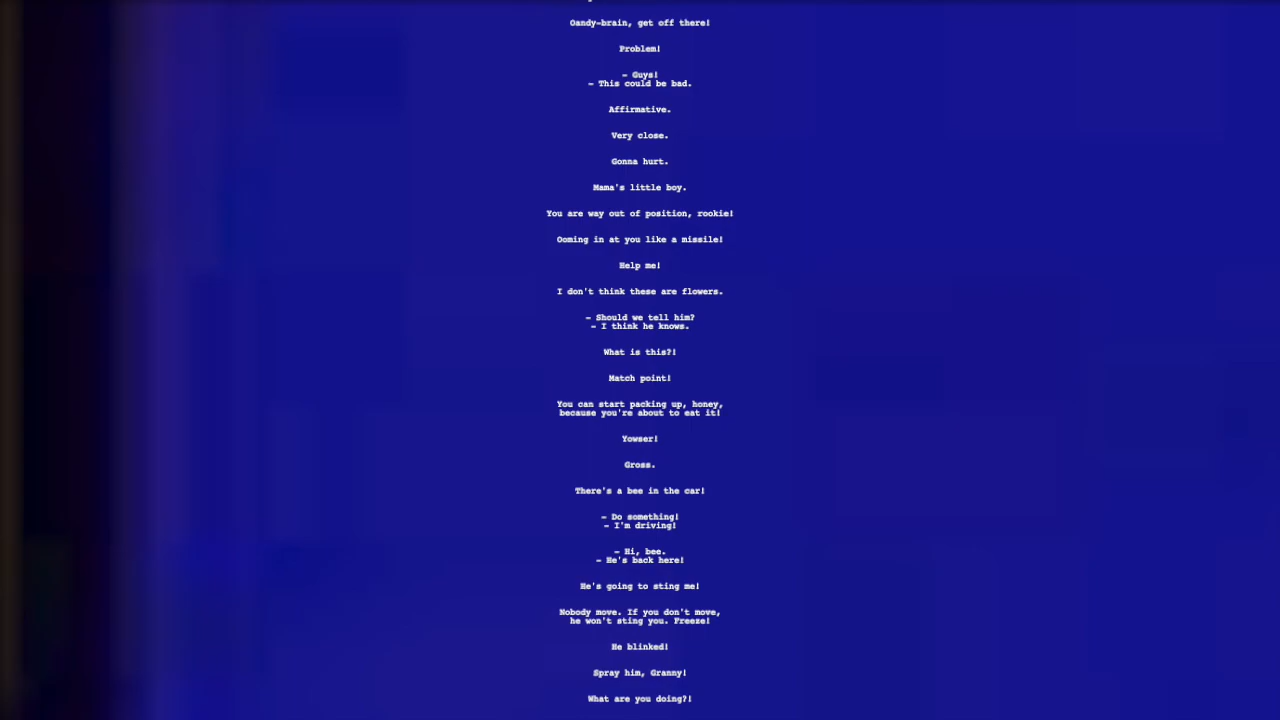 Oandy-brain, get off there!
Problem!
- Guys!
- This could be bad.
Affirmative.
Very close.
Gonna hurt.
Mama's little boy.
You are way out of position, rookie!
Ooming in at you like a missile!
Help me!
I don't think these are flowers.
- Should we tell him?
- I think he knows.
What is this?!
Match point!
You can start packing up, honey,
because you're about to eat it!
Yowser!
Gross.
There's a bee in the car!
- Do something!
- I'm driving!
- Hi, bee.
- He's back here!
He's going to sting me!
Nobody move. If you don't move,
he won't sting you. Freeze!
He blinked!
Spray him, Granny!
What are you doing?!